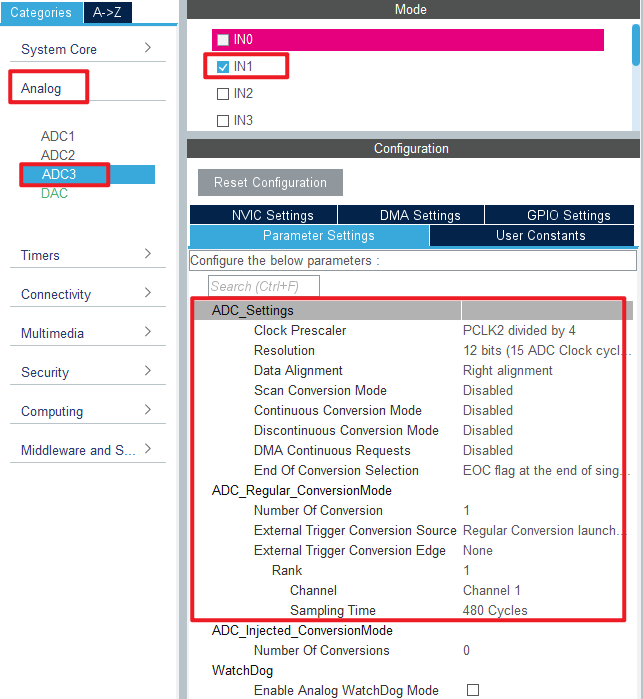 Categories A->Z
System Core
Analog
ADC1
ADC2
ADC3
DAC
Timers
Connectivity
Multimedia
Security
Computing
Middleware and S...
Mode
IN0
IN1
IN2
IN3
Configuration
Reset Configuration
NVIC Settings DMA Settings GPIO Settings
Parameter Settings User Constants
Configure the below parameters :
Search (Ctrl+F)
ADC_Settings
Clock Prescaler PCLK2 divided by 4
Resolution 12 bits (15 ADC Clock cycl...
Data Alignment Right alignment
Scan Conversion Mode Disabled
Continuous Conversion Mode Disabled
Discontinuous Conversion Mode Disabled
DMA Continuous Requests Disabled
End Of Conversion Selection EOC flag at the end of sing...
ADC_Regular_ConversionMode
Number Of Conversion 1
External Trigger Conversion Source Regular Conversion launch...
External Trigger Conversion Edge None
Rank 1
Channel Channel 1
Sampling Time 480 Cycles
ADC_Injected_ConversionMode
Number Of Conversions 0
WatchDog
Enable Analog WatchDog Mode